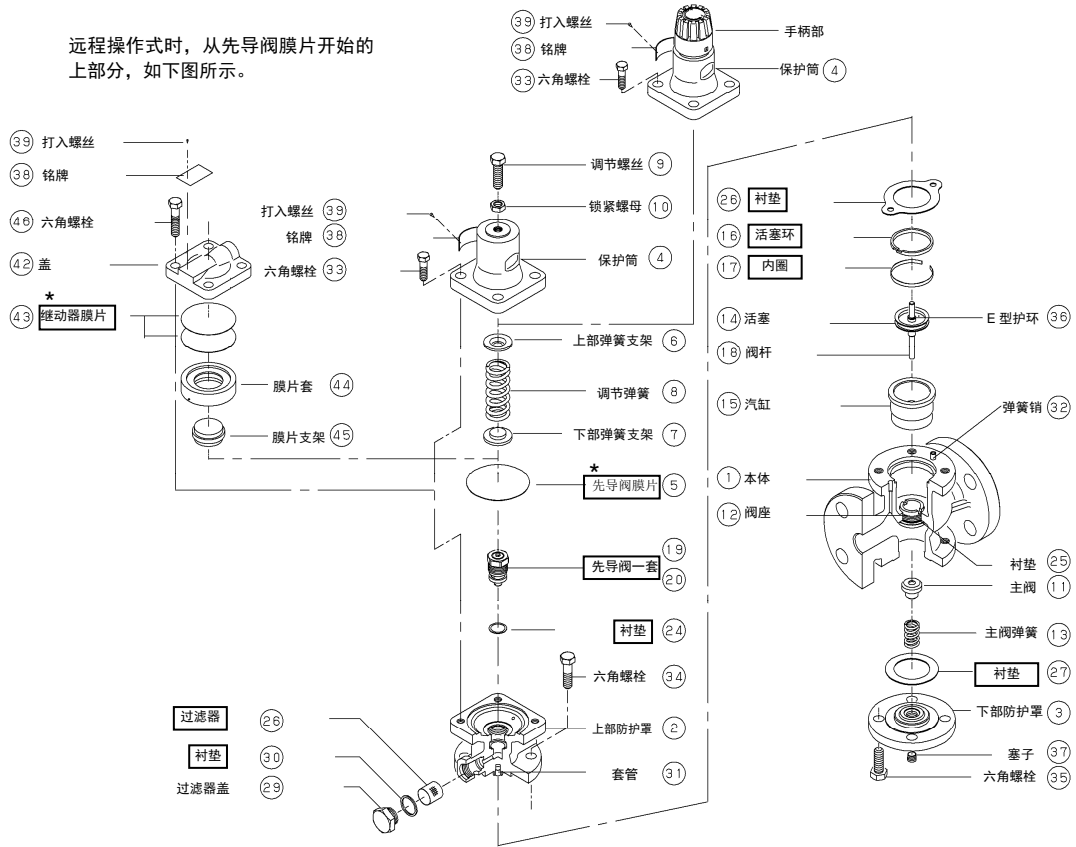 远程操作式时，从先导阀膜片开始的
上部分，如下图所示。
39 打入螺丝
38 铭牌
33 六角螺栓
手柄部
保护筒 4
39 打入螺丝
38 铭牌
46 六角螺栓
42 盖
*
43 继动器膜片
膜片套 44
膜片支架 45
打入螺丝 39
铭牌 38
六角螺栓 33
调节螺丝 9
锁紧螺母 10
保护筒 4
上部弹簧支架 6
调节弹簧 8
下部弹簧支架 7
*
先导阀膜片 5
先导阀一套 19
20
衬垫 24
六角螺栓 34
上部防护罩 2
套管 31
过滤器 26
衬垫 30
过滤器盖 29
26 衬垫
16 活塞环
17 内圈
14 活塞
E 型护环 36
18 阀杆
15 汽缸
弹簧销 32
1 本体
12 阀座
衬垫 25
主阀 11
主阀弹簧 13
衬垫 27
下部防护罩 3
塞子 37
六角螺栓 35